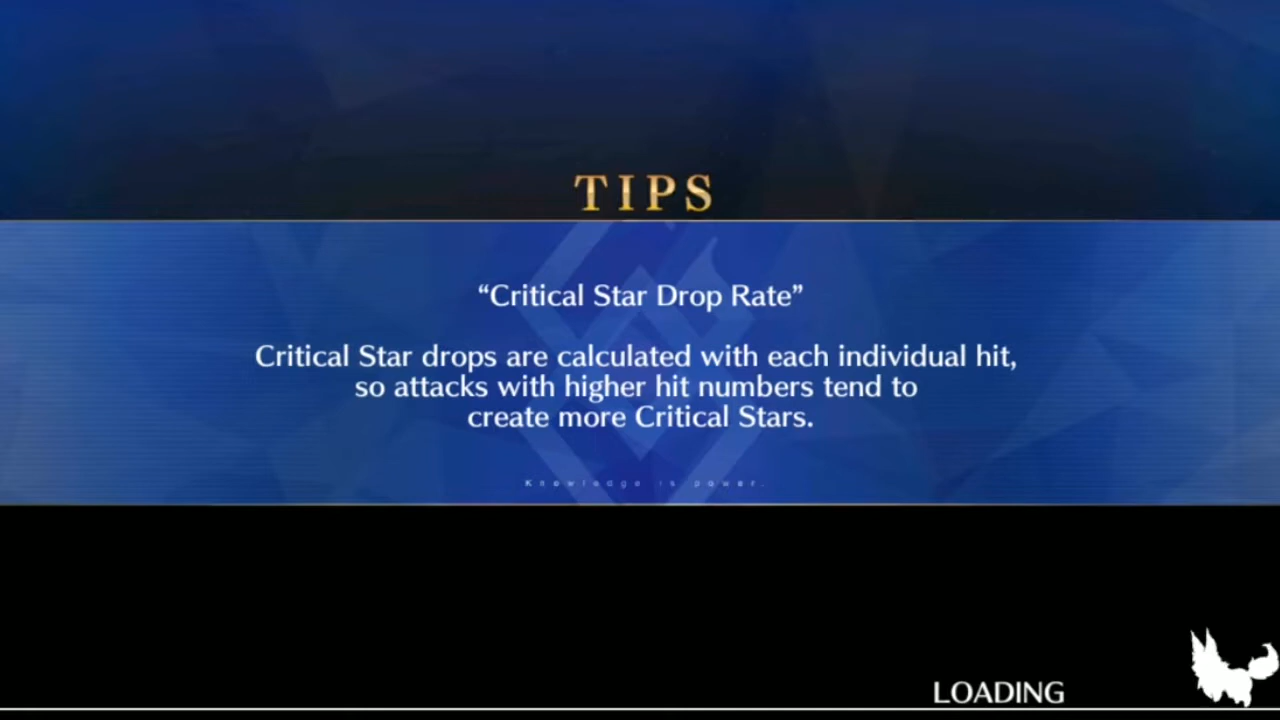 TIPS
“Critical Star Drop Rate”
Critical Star drops are calculated with each individual hit,
so attacks with higher hit numbers tend to
create more Critical Stars.
Knowledge is power.
LOADING